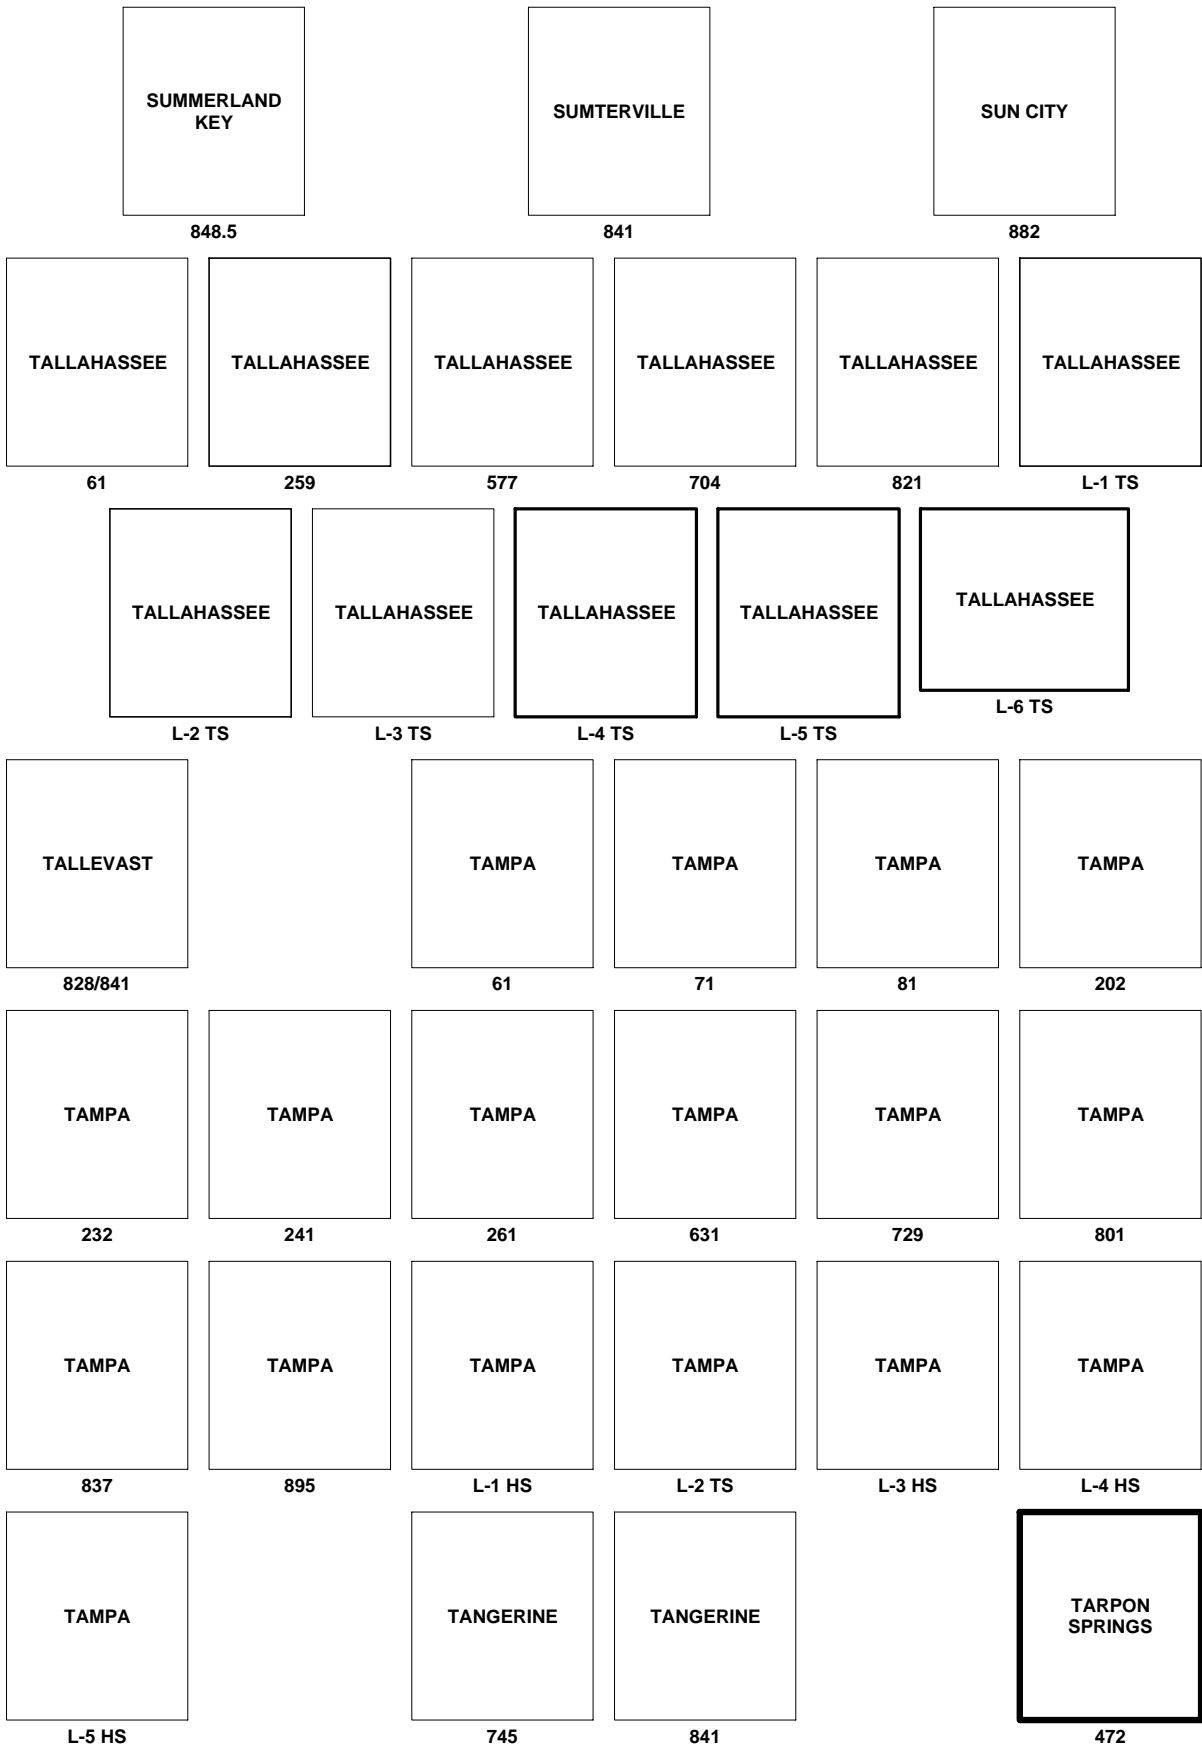 SUMMERLAND
KEY
SUMTERVILLE
SUN CITY
848.5
841
882
TALLAHASSEE
TALLAHASSEE
TALLAHASSEE
TALLAHASSEE
TALLAHASSEE
TALLAHASSEE
61
259
577
704
821
L-1 TS
TALLAHASSEE
TALLAHASSEE
TALLAHASSEE
TALLAHASSEE
TALLAHASSEE
L-2 TS
L-3 TS
L-4 TS
L-5 TS
L-6 TS
TALLEVAST
TAMPA
TAMPA
TAMPA
TAMPA
828/841
61
71
81
202
TAMPA
TAMPA
TAMPA
TAMPA
TAMPA
TAMPA
232
241
261
631
729
801
TAMPA
TAMPA
TAMPA
TAMPA
TAMPA
TAMPA
837
895
L-1 HS
L-2 TS
L-3 HS
L-4 HS
TAMPA
TANGERINE
TANGERINE
TARPON
SPRINGS
L-5 HS
745
841
472